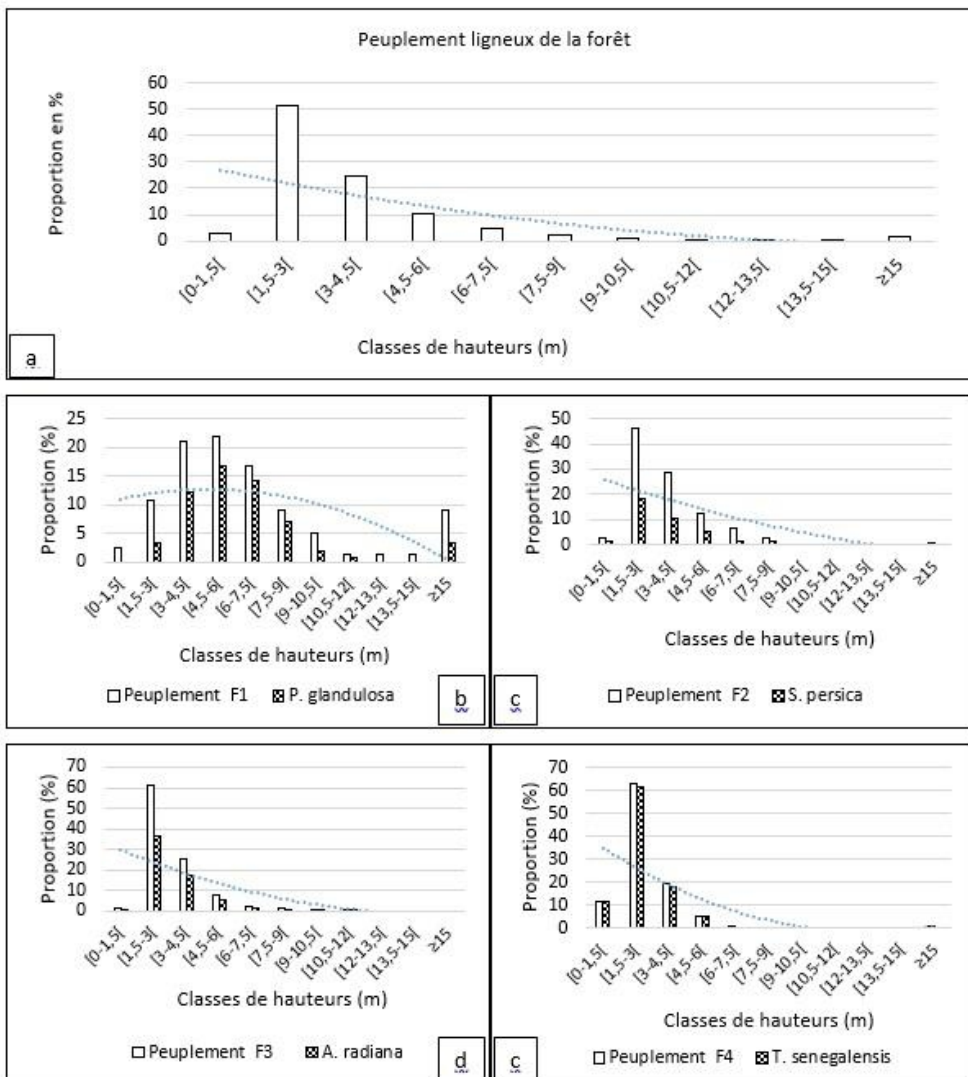 Peuplement ligneux de la forêt
Proportion en %
60
50
40
30
20
10
0
[0-1,5[ [1,5-3[ [3-4,5[ [4,5-6[ [6-7,5[ [7,5-9[ [9-10,5[ [10,5-12[ [12-13,5[ [13,5-15[ ≥15
Classes de hauteurs (m)
a
Proportion (%)
25
20
15
10
5
0
[0-1,5[ [1,5-3[ [3-4,5[ [4,5-6[ [6-7,5[ [7,5-9[ [9-10,5[ [10,5-12[ [12-13,5[ [13,5-15[ ≥15
Classes de hauteurs (m)
Peuplement F1 P. glandulosa
b
Proportion (%)
50
40
30
20
10
0
[0-1,5[ [1,5-3[ [3-4,5[ [4,5-6[ [6-7,5[ [7,5-9[ [9-10,5[ [10,5-12[ [12-13,5[ [13,5-15[ ≥15
Classes de hauteurs (m)
Peuplement F2 S. persica
c
Proportion (%)
70
60
50
40
30
20
10
0
[0-1,5[ [1,5-3[ [3-4,5[ [4,5-6[ [6-7,5[ [7,5-9[ [9-10,5[ [10,5-12[ [12-13,5[ [13,5-15[ ≥15
Classes de hauteurs (m)
Peuplement F3 A. radiana
d
Proportion (%)
70
60
50
40
30
20
10
0
[0-1,5[ [1,5-3[ [3-4,5[ [4,5-6[ [6-7,5[ [7,5-9[ [9-10,5[ [10,5-12[ [12-13,5[ [13,5-15[ ≥15
Classes de hauteurs (m)
Peuplement F4 T. senegalensis
c